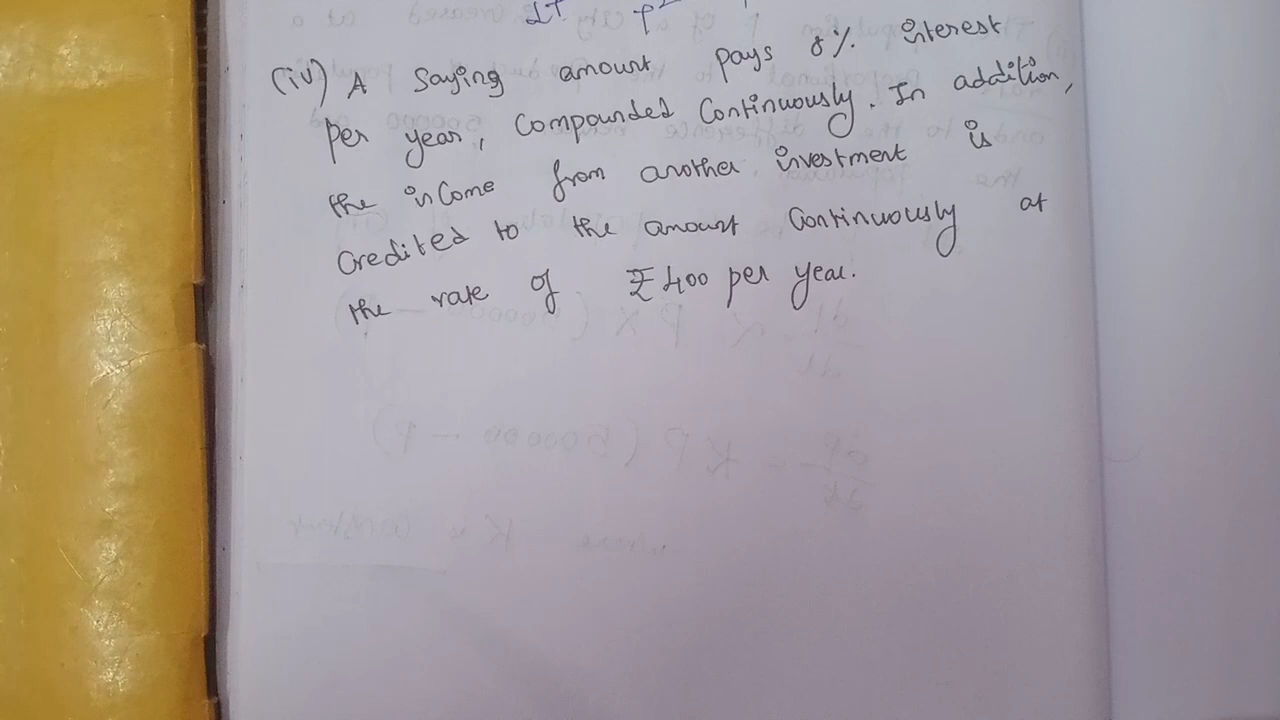 (iv) A Saying amount pays 8% interest
per year, compounded Continuously. In addition,
the income from another investment is
Credited to the amount Continuously at
the rate of ₹400 per year.